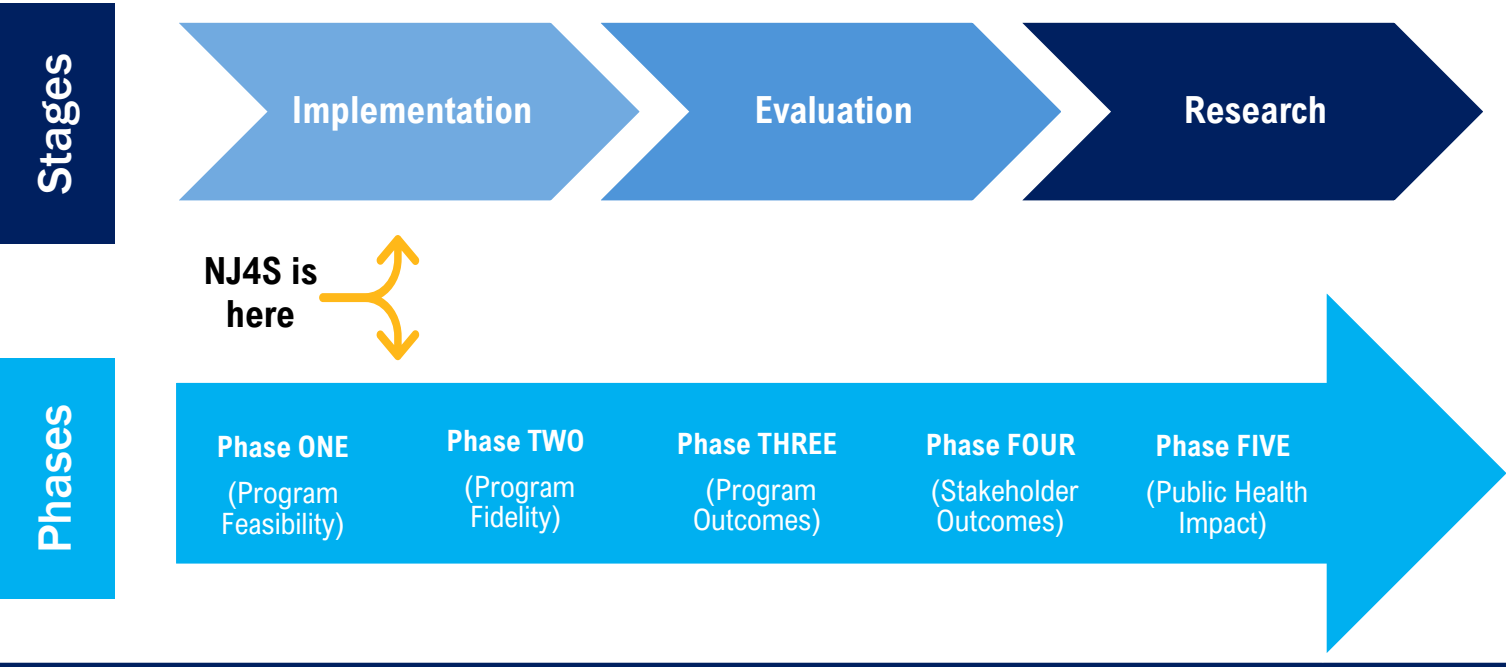 Stages
Implementation
Evaluation
Research
NJ4S is
here
Phases
Phase ONE
(Program
Feasibility)
Phase TWO
(Program
Fidelity)
Phase THREE
(Program
Outcomes)
Phase FOUR
(Stakeholder
Outcomes)
Phase FIVE
(Public Health
Impact)